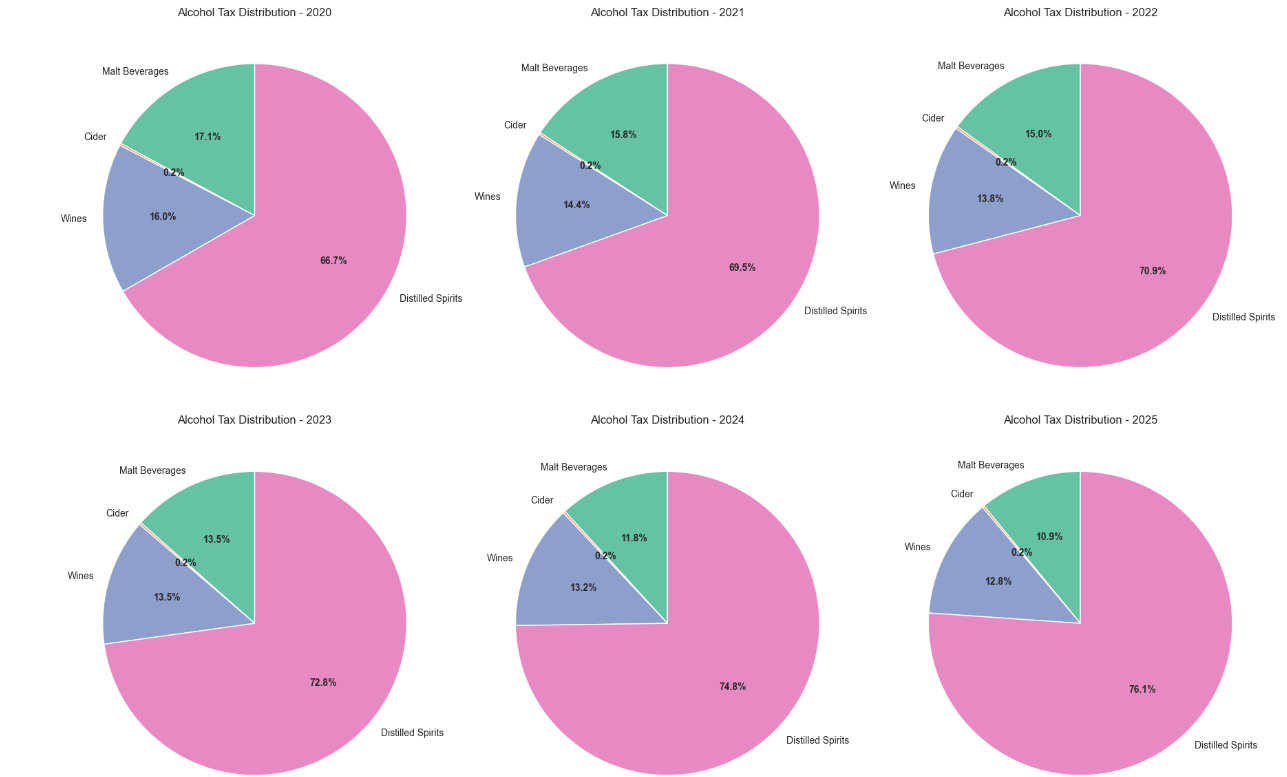 Alcohol Tax Distribution - 2020
Malt Beverages
17.1%
Cider
0.2%
Wines
16.0%
66.7%
Distilled Spirits
Alcohol Tax Distribution - 2021
Malt Beverages
15.8%
Cider
0.2%
Wines
14.4%
69.5%
Distilled Spirits
Alcohol Tax Distribution - 2022
Malt Beverages
15.0%
Cider
0.2%
Wines
13.8%
70.9%
Distilled Spirits
Alcohol Tax Distribution - 2023
Malt Beverages
13.5%
Cider
0.2%
Wines
13.5%
72.8%
Distilled Spirits
Alcohol Tax Distribution - 2024
Malt Beverages
11.8%
Cider
0.2%
Wines
13.2%
74.8%
Distilled Spirits
Alcohol Tax Distribution - 2025
Malt Beverages
10.9%
Cider
0.2%
Wines
12.8%
76.1%
Distilled Spirits